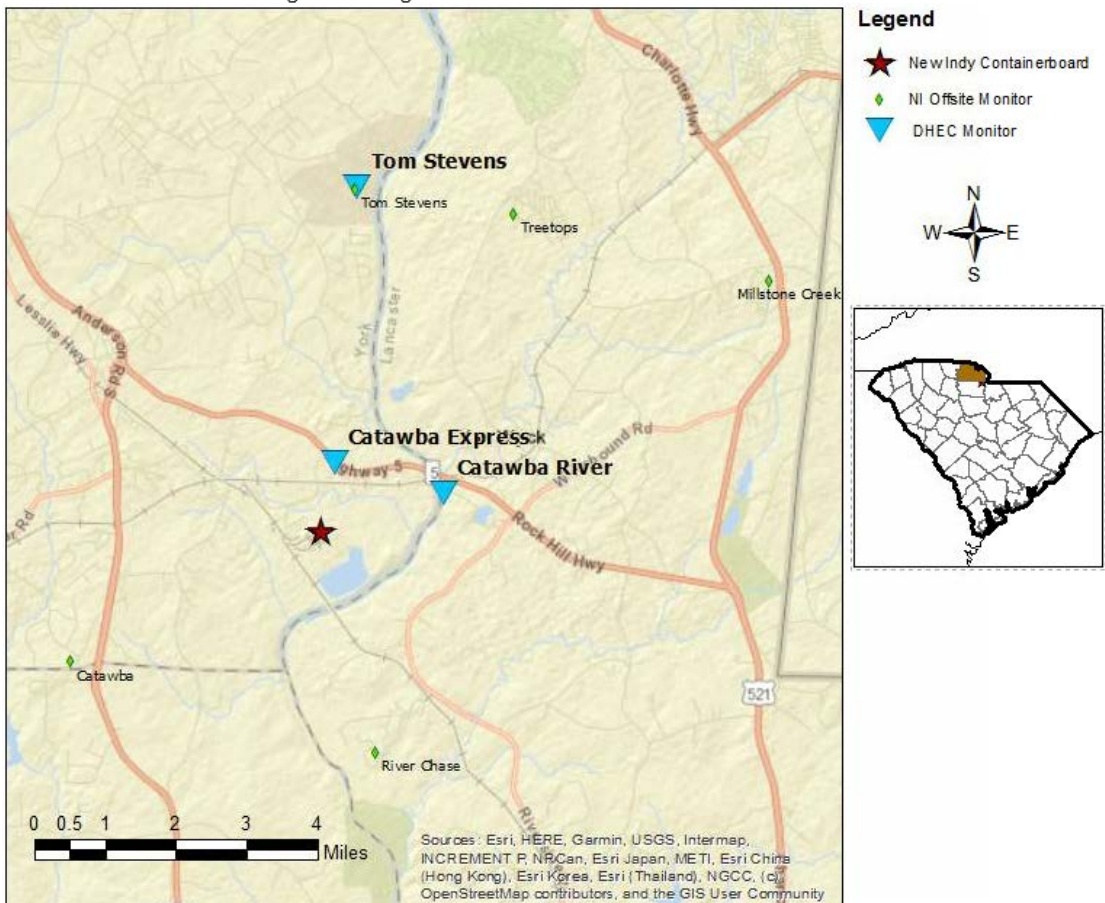 Legend
New Indy Containerboard
NI Offsite Monitor
DHEC Monitor
N
W E
S
Charlotte Hwy
Tom Stevens
Tom Stevens
Treetops
Millstone Creek
Lesslie Hwy
Anderson Rd S
York
Lancaster
Catawba Express
ighway 5
5
Catawba River
Rock Hill Hwy
Catawba
521
River Chase
0 0.5 1 2 3 4
Miles
Sources: Esri, HERE, Garmin, USGS, Intermap,
INCREMENT P, NRCan, Esri Japan, METI, Esri China
(Hong Kong), Esri Korea, Esri (Thailand), NGCC, (c)
OpenStreetMap contributors, and the GIS User Community